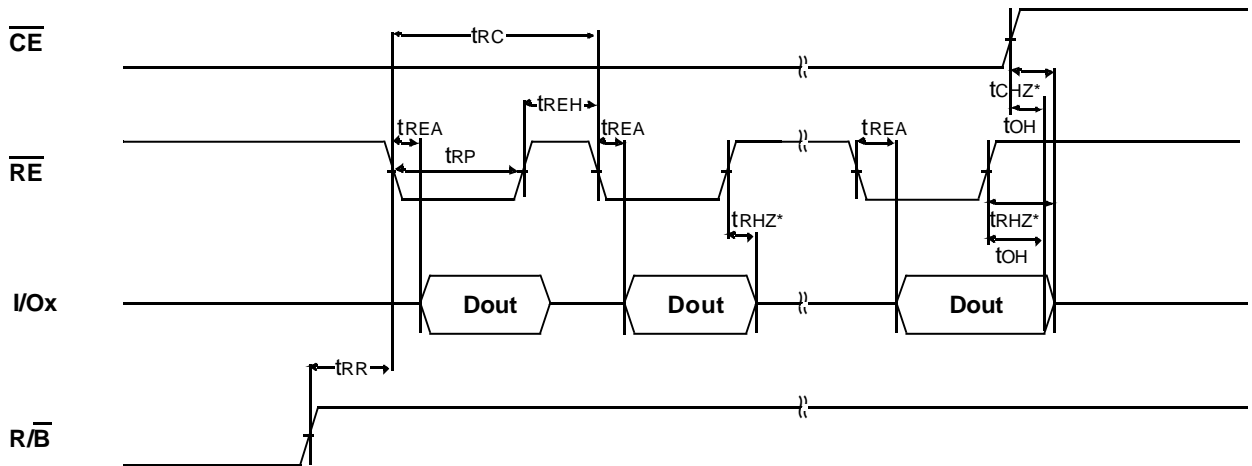 CE
tRC
tCHZ*
tREH
tOH
tREA
tREA
tREA
RE
tRP
tRHZ*
tRHZ*
tOH
I/Ox
Dout
Dout
Dout
tRR
R/B